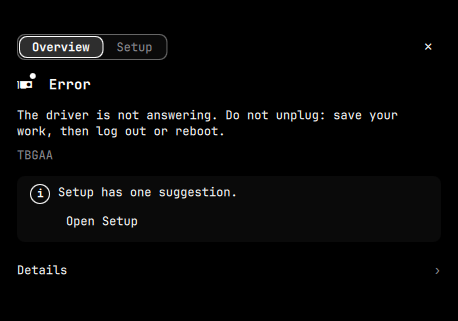 Overview Setup
×
Error
The driver is not answering. Do not unplug: save your
work, then log out or reboot.
TBGAA
i Setup has one suggestion.
Open Setup
Details ›